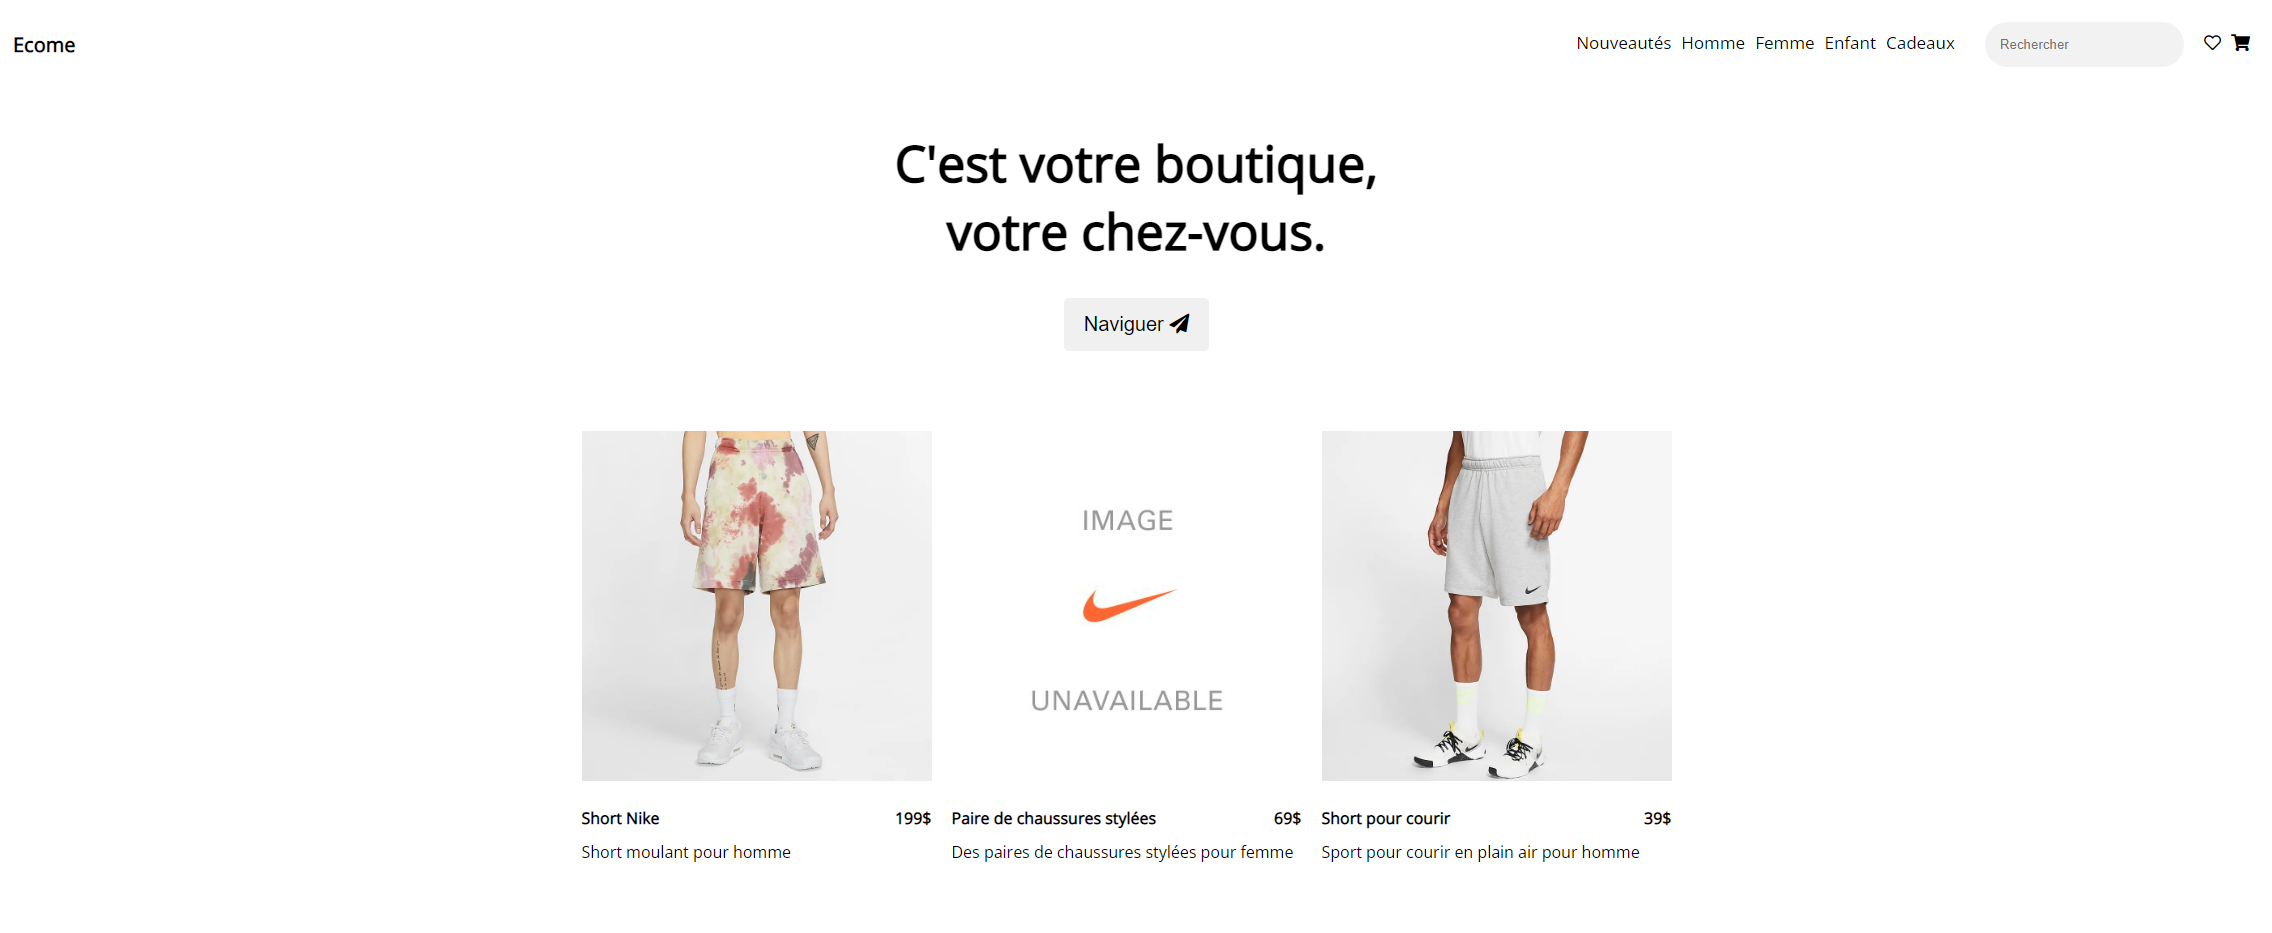 Ecome
Nouveautés Homme Femme Enfant Cadeaux
Rechercher
C'est votre boutique,
votre chez-vous.
Naviguer
IMAGE
UNAVAILABLE
Short Nike 199$
Short moulant pour homme
Paire de chaussures stylées 69$
Des paires de chaussures stylées pour femme
Short pour courir 39$
Sport pour courir en plain air pour homme